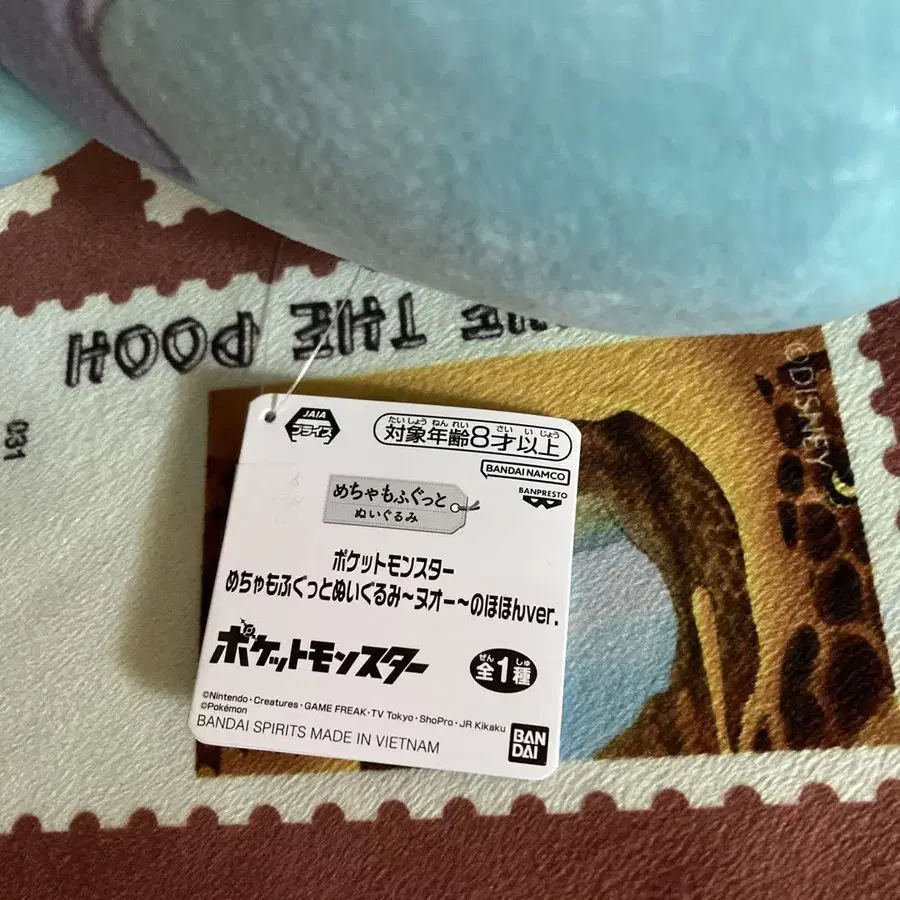 THE POOH
©DISNEY
031
JAIA
プライズ
たいしょうねんれい さいいじょう
対象年齢8才以上
BANDAI NAMCO
BANPRESTO
めちゃもふぐっと
ぬいぐるみ
ポケットモンスター
めちゃもふぐっとぬいぐるみ~ヌオー~のほほんver.
ポケットモンスター
ぜん しゅ
全1種
©Nintendo・Creatures・GAME FREAK・TV Tokyo・ShoPro・JR Kikaku
©Pokémon
BANDAI SPIRITS MADE IN VIETNAM
BAN
DAI